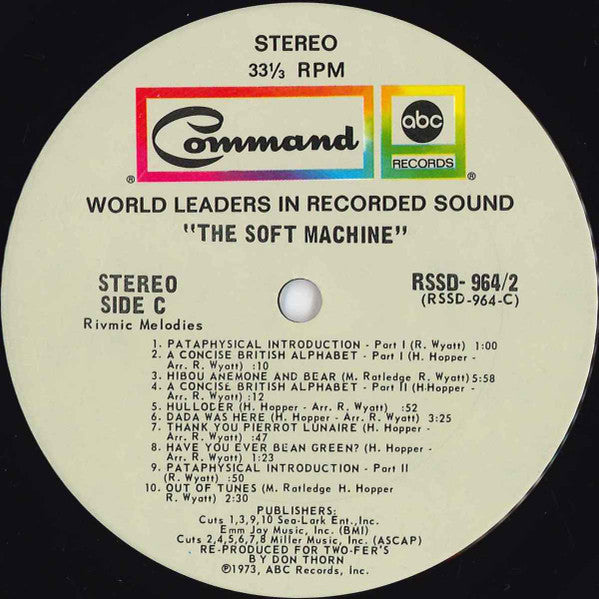 STEREO
33⅓ RPM
Command
abc
RECORDS
®
®
WORLD LEADERS IN RECORDED SOUND
"THE SOFT MACHINE"
STEREO
SIDE C
RSSD- 964/2
(RSSD-964-C)
Rivmic Melodies
1. PATAPHYSICAL INTRODUCTION - Part I (R. Wyatt) 1:00
2. A CONCISE BRITISH ALPHABET - Part I (H. Hopper -
Arr. R. Wyatt) :10
3. HIBOU ANEMONE AND BEAR (M. Ratledge R. Wyatt) 5:58
4. A CONCISE BRITISH ALPHABET - Part II (H.Hopper -
Arr. R. Wyatt) :12
5. HULLODER (H. Hopper - Arr. R. Wyatt) :52
6. DADA WAS HERE (H. Hopper - Arr. R. Wyatt) 3:25
7. THANK YOU PIERROT LUNAIRE (H. Hopper -
Arr. R. Wyatt) :47
8. HAVE YOU EVER BEAN GREEN? (H. Hopper -
Arr. R. Wyatt) 1:23
9. PATAPHYSICAL INTRODUCTION - Part II
(R. Wyatt) :50
10. OUT OF TUNES (M. Ratledge H. Hopper
R. Wyatt) 2:30
PUBLISHERS:
Cuts 1,3,9,10 Sea-Lark Ent., Inc.
Emm Jay Music, Inc. (BMI)
Cuts 2,4,5,6,7,8 Miller Music, Inc. (ASCAP)
RE-PRODUCED FOR TWO-FER'S
BY DON THORN
℗1973, ABC Records, Inc.